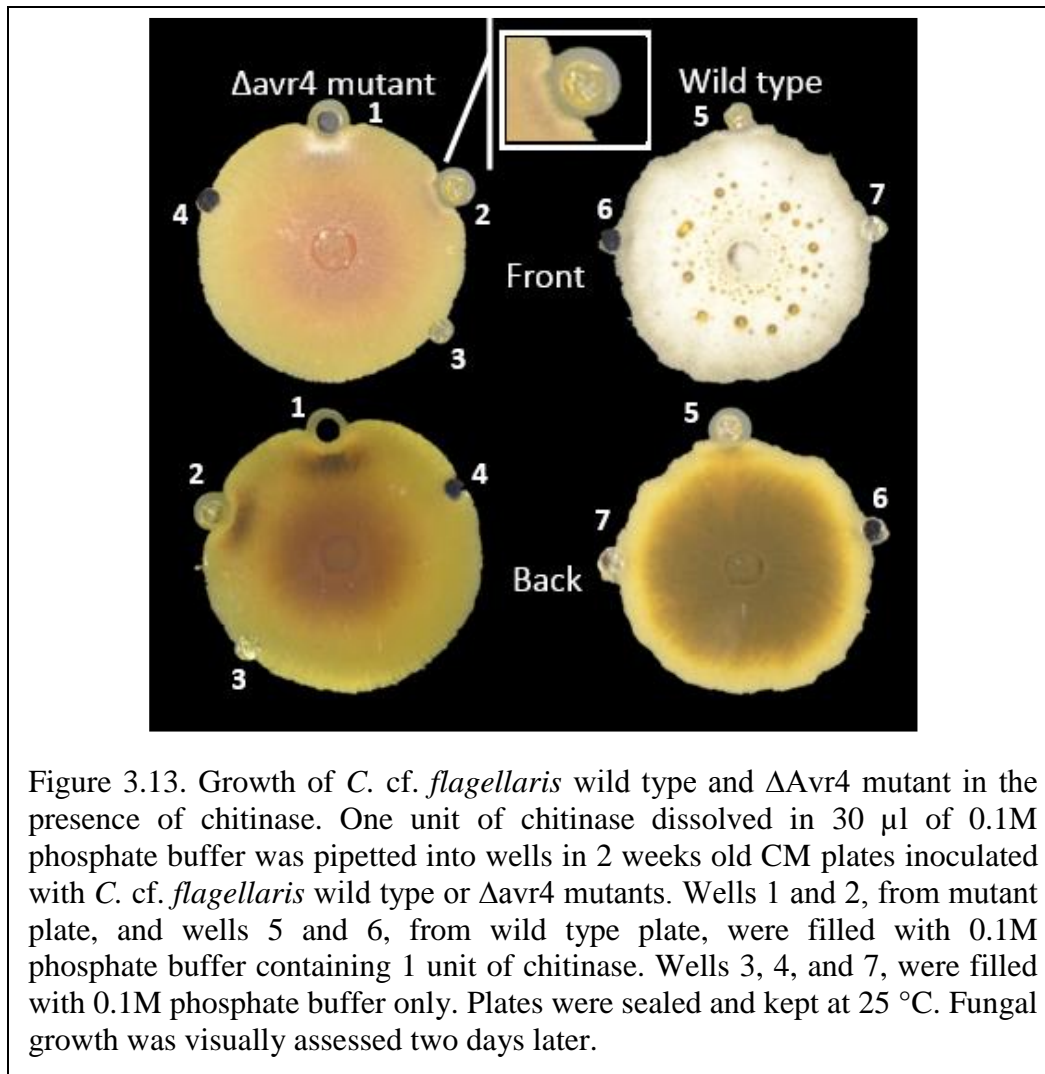 Δavr4 mutant
Wild type
1
5
4
2
6
7
Front
3
1
5
2
4
7
6
Back
3
Figure 3.13. Growth of C. cf. flagellaris wild type and ΔAvr4 mutant in the
presence of chitinase. One unit of chitinase dissolved in 30 µl of 0.1M
phosphate buffer was pipetted into wells in 2 weeks old CM plates inoculated
with C. cf. flagellaris wild type or Δavr4 mutants. Wells 1 and 2, from mutant
plate, and wells 5 and 6, from wild type plate, were filled with 0.1M
phosphate buffer containing 1 unit of chitinase. Wells 3, 4, and 7, were filled
with 0.1M phosphate buffer only. Plates were sealed and kept at 25 °C. Fungal
growth was visually assessed two days later.